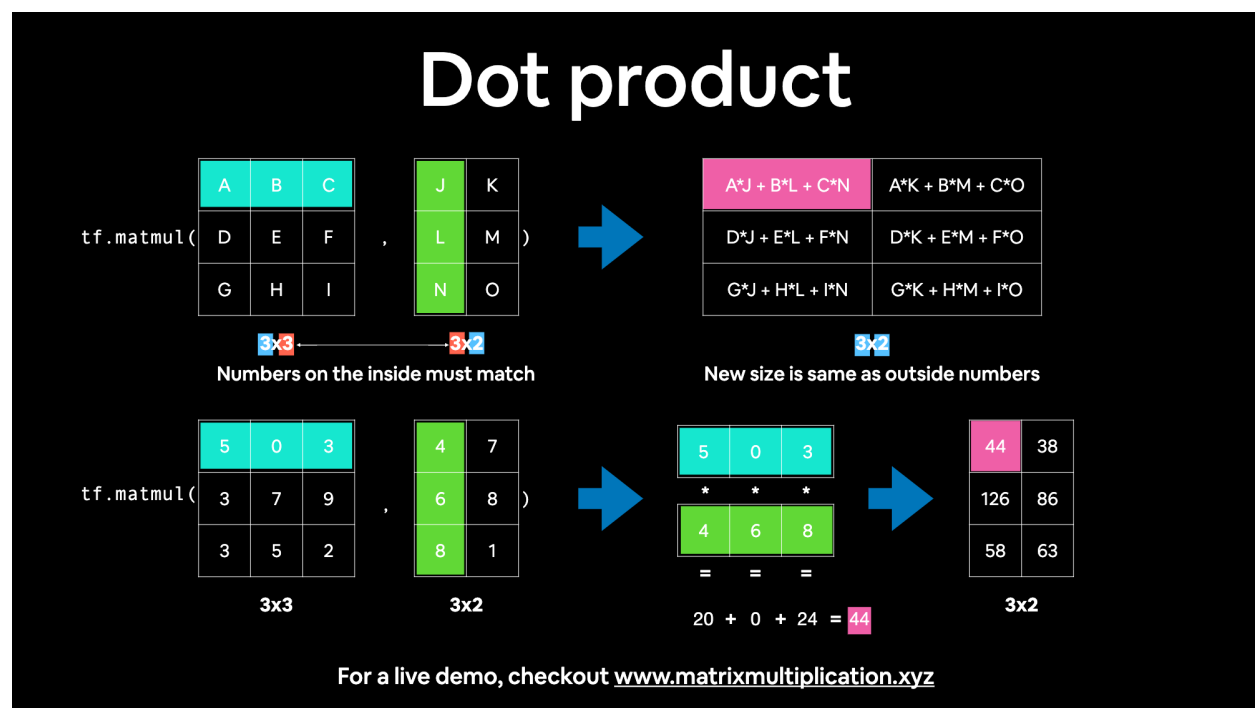 Dot product
A B C J K A*J + B*L + C*N A*K + B*M + C*O
tf.matmul( D E F , L M ) D*J + E*L + F*N D*K + E*M + F*O
G H I N O G*J + H*L + I*N G*K + H*M + I*O
3x3 3x2 3x2
Numbers on the inside must match New size is same as outside numbers
5 0 3 4 7 5 0 3 44 38
* * *
tf.matmul( 3 7 9 , 6 8 ) 126 86
4 6 8
3 5 2 8 1 58 63
= = =
3x3 3x2 3x2
20 + 0 + 24 = 44
For a live demo, checkout www.matrixmultiplication.xyz